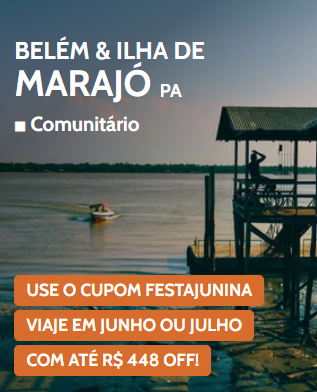 BELÉM & ILHA DE
MARAJÓ PA
Comunitário
USE O CUPOM FESTAJUNINA
VIAJE EM JUNHO OU JULHO
COM ATÉ R$ 448 OFF!